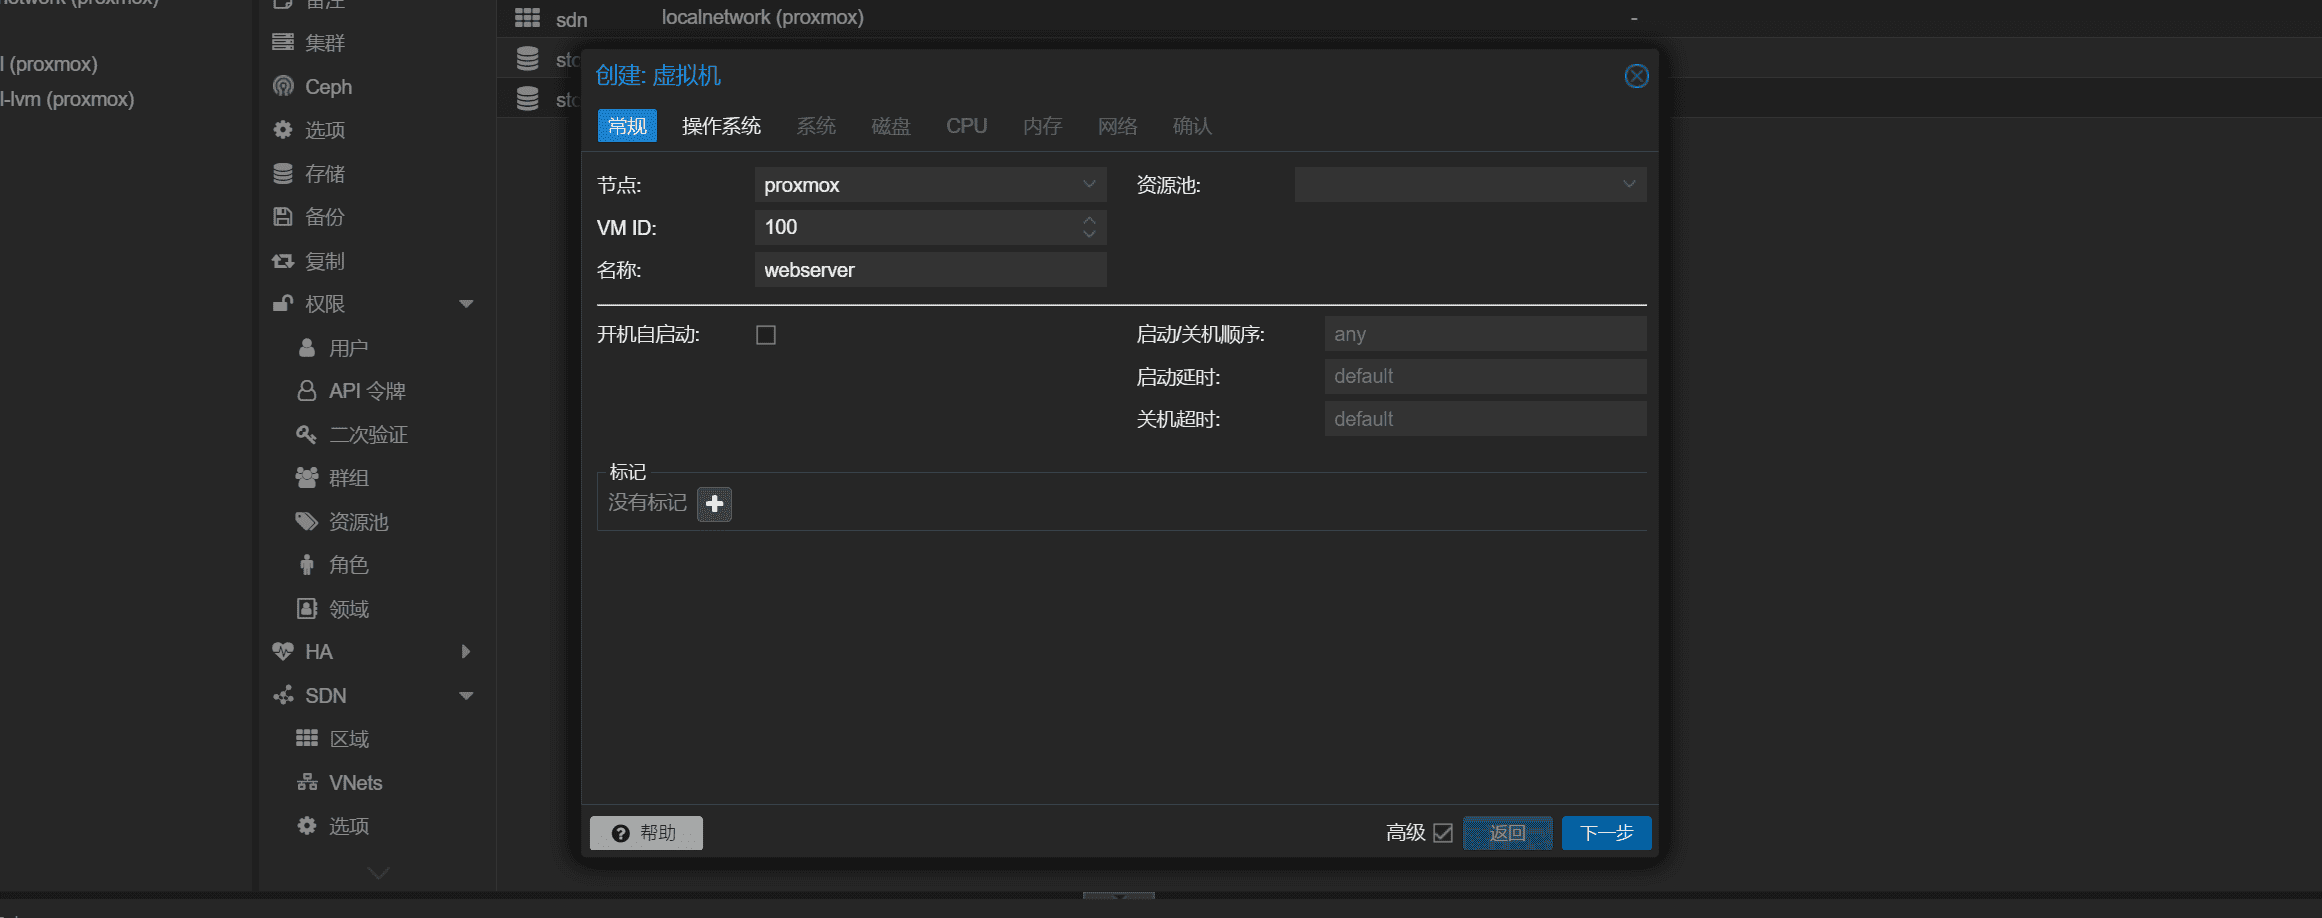 (proxmox)
l (proxmox)
l-lvm (proxmox)
备注
集群
Ceph
选项
存储
备份
复制
权限
用户
API 令牌
二次验证
群组
资源池
角色
领域
HA
SDN
区域
VNets
选项
sdn localnetwork (proxmox) -
创建: 虚拟机
常规 操作系统 系统 磁盘 CPU 内存 网络 确认
节点: proxmox 资源池:
VM ID: 100
名称: webserver
开机自启动: 启动/关机顺序: any
启动延时: default
关机超时: default
标记
没有标记
帮助 高级 返回 下一步